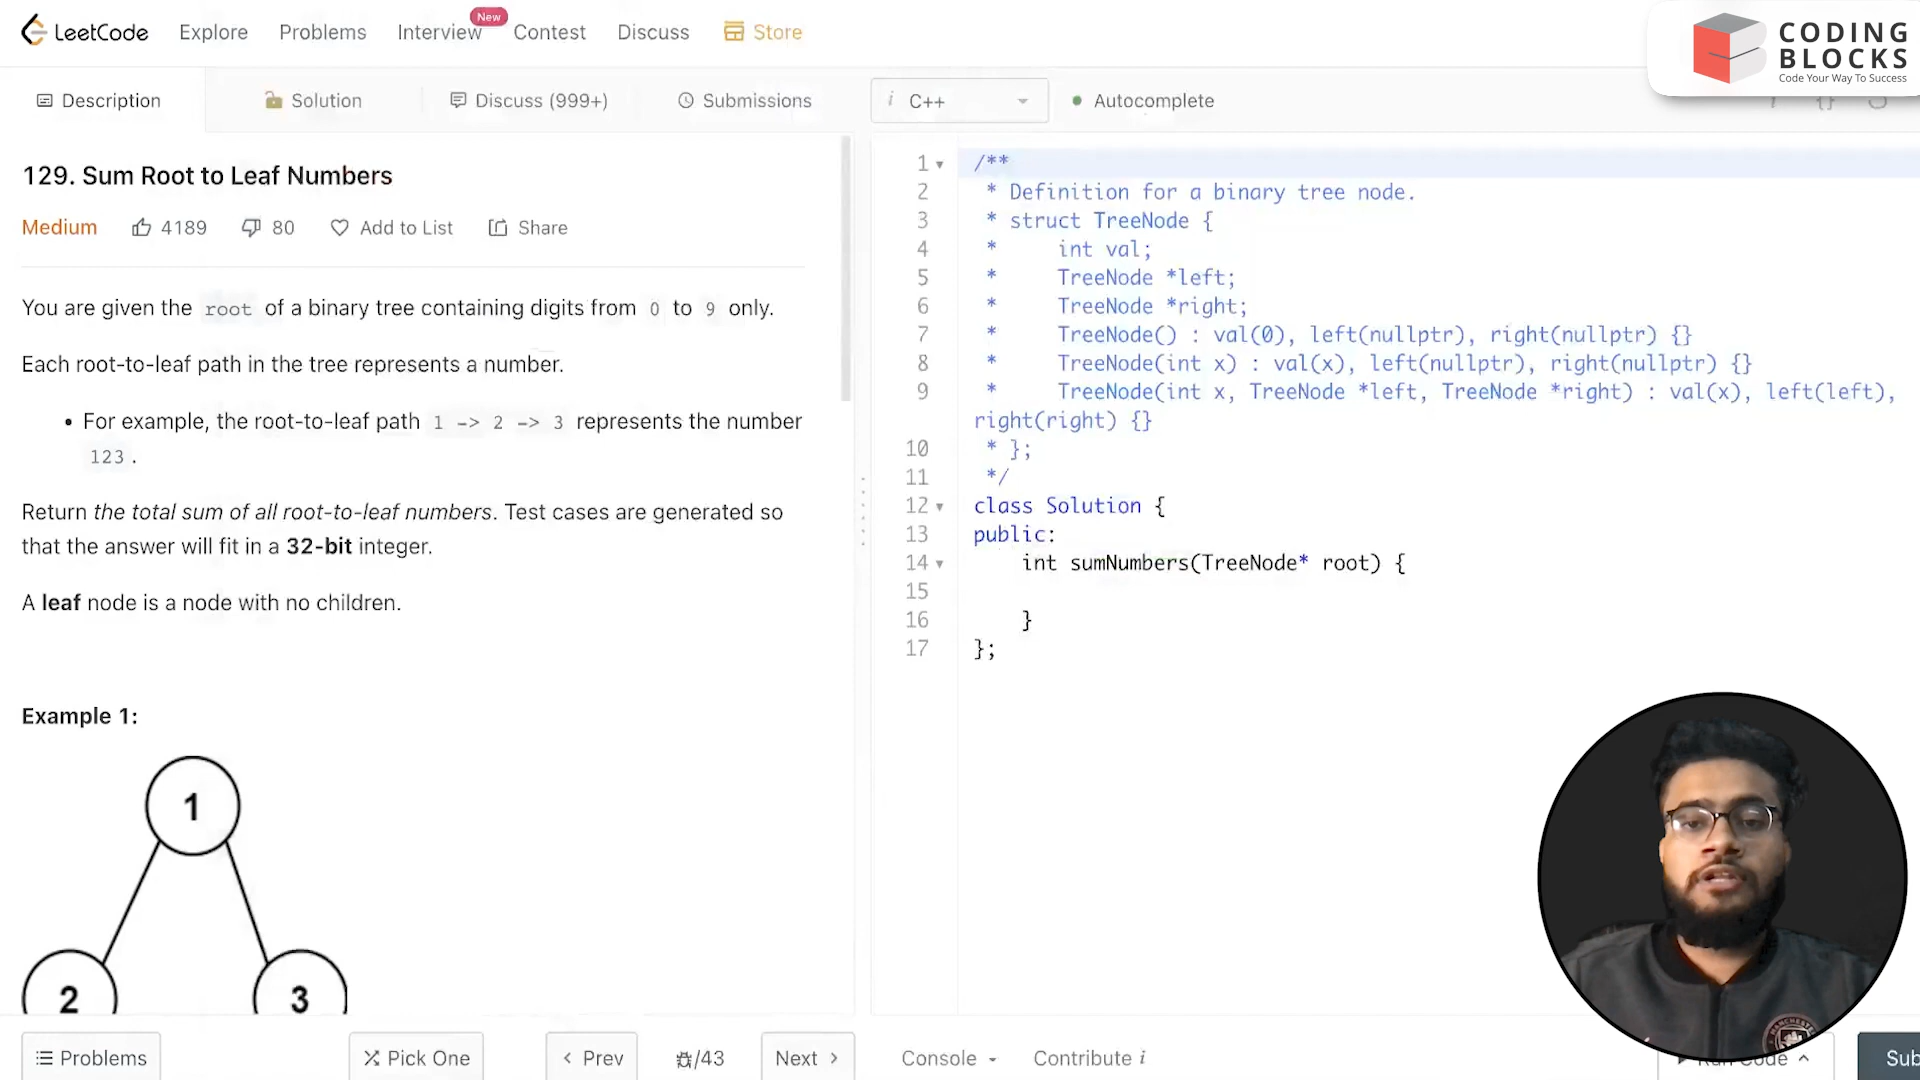 LeetCode Explore Problems Interview New Contest Discuss Store
CODING
BLOCKS
Code Your Way To Success
Description Solution Discuss (999+) Submissions
i C++ Autocomplete i {}
129. Sum Root to Leaf Numbers
Medium 4189 80 Add to List Share
You are given the root of a binary tree containing digits from 0 to 9 only.
Each root-to-leaf path in the tree represents a number.
• For example, the root-to-leaf path 1 -> 2 -> 3 represents the number
123 .
Return the total sum of all root-to-leaf numbers. Test cases are generated so
that the answer will fit in a 32-bit integer.
A leaf node is a node with no children.
Example 1:
1
2 3
1 /**
2 * Definition for a binary tree node.
3 * struct TreeNode {
4 * int val;
5 * TreeNode *left;
6 * TreeNode *right;
7 * TreeNode() : val(0), left(nullptr), right(nullptr) {}
8 * TreeNode(int x) : val(x), left(nullptr), right(nullptr) {}
9 * TreeNode(int x, TreeNode *left, TreeNode *right) : val(x), left(left),
right(right) {}
10 * };
11 */
12 class Solution {
13 public:
14 int sumNumbers(TreeNode* root) {
15
16 }
17 };
Problems Pick One < Prev /43 Next > Console Contribute i Code Sub